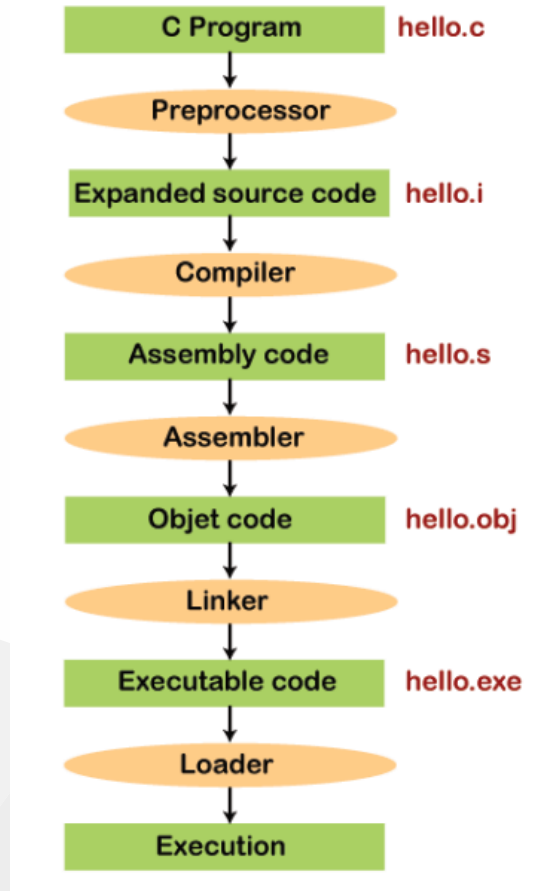 C Program hello.c
Preprocessor
Expanded source code hello.i
Compiler
Assembly code hello.s
Assembler
Objet code hello.obj
Linker
Executable code hello.exe
Loader
Execution